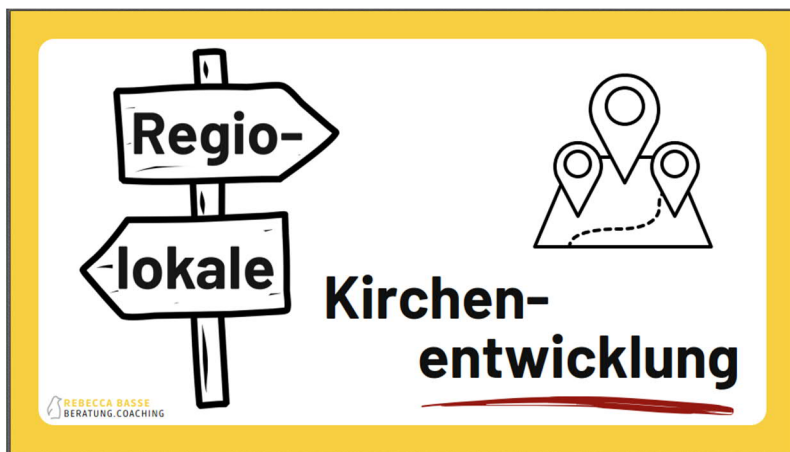 Regio-
lokale
Kirchen-
entwicklung
REBECCA BASSE
BERATUNG.COACHING